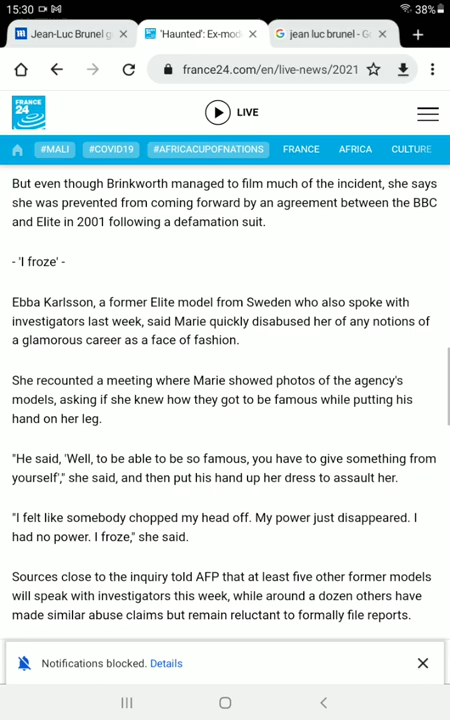 15:30
38%
Jean-Luc Brunel g
'Haunted': Ex-mod
jean luc brunel - G
france24.com/en/live-news/2021
FRANCE
24
LIVE
#MALI #COVID19 #AFRICACUPOFNATIONS FRANCE AFRICA CULTURE
But even though Brinkworth managed to film much of the incident, she says
she was prevented from coming forward by an agreement between the BBC
and Elite in 2001 following a defamation suit.
- 'I froze' -
Ebba Karlsson, a former Elite model from Sweden who also spoke with
investigators last week, said Marie quickly disabused her of any notions of
a glamorous career as a face of fashion.
She recounted a meeting where Marie showed photos of the agency's
models, asking if she knew how they got to be famous while putting his
hand on her leg.
"He said, 'Well, to be able to be so famous, you have to give something from
yourself'," she said, and then put his hand up her dress to assault her.
"I felt like somebody chopped my head off. My power just disappeared. I
had no power. I froze," she said.
Sources close to the inquiry told AFP that at least five other former models
will speak with investigators this week, while around a dozen others have
made similar abuse claims but remain reluctant to formally file reports.
Notifications blocked. Details